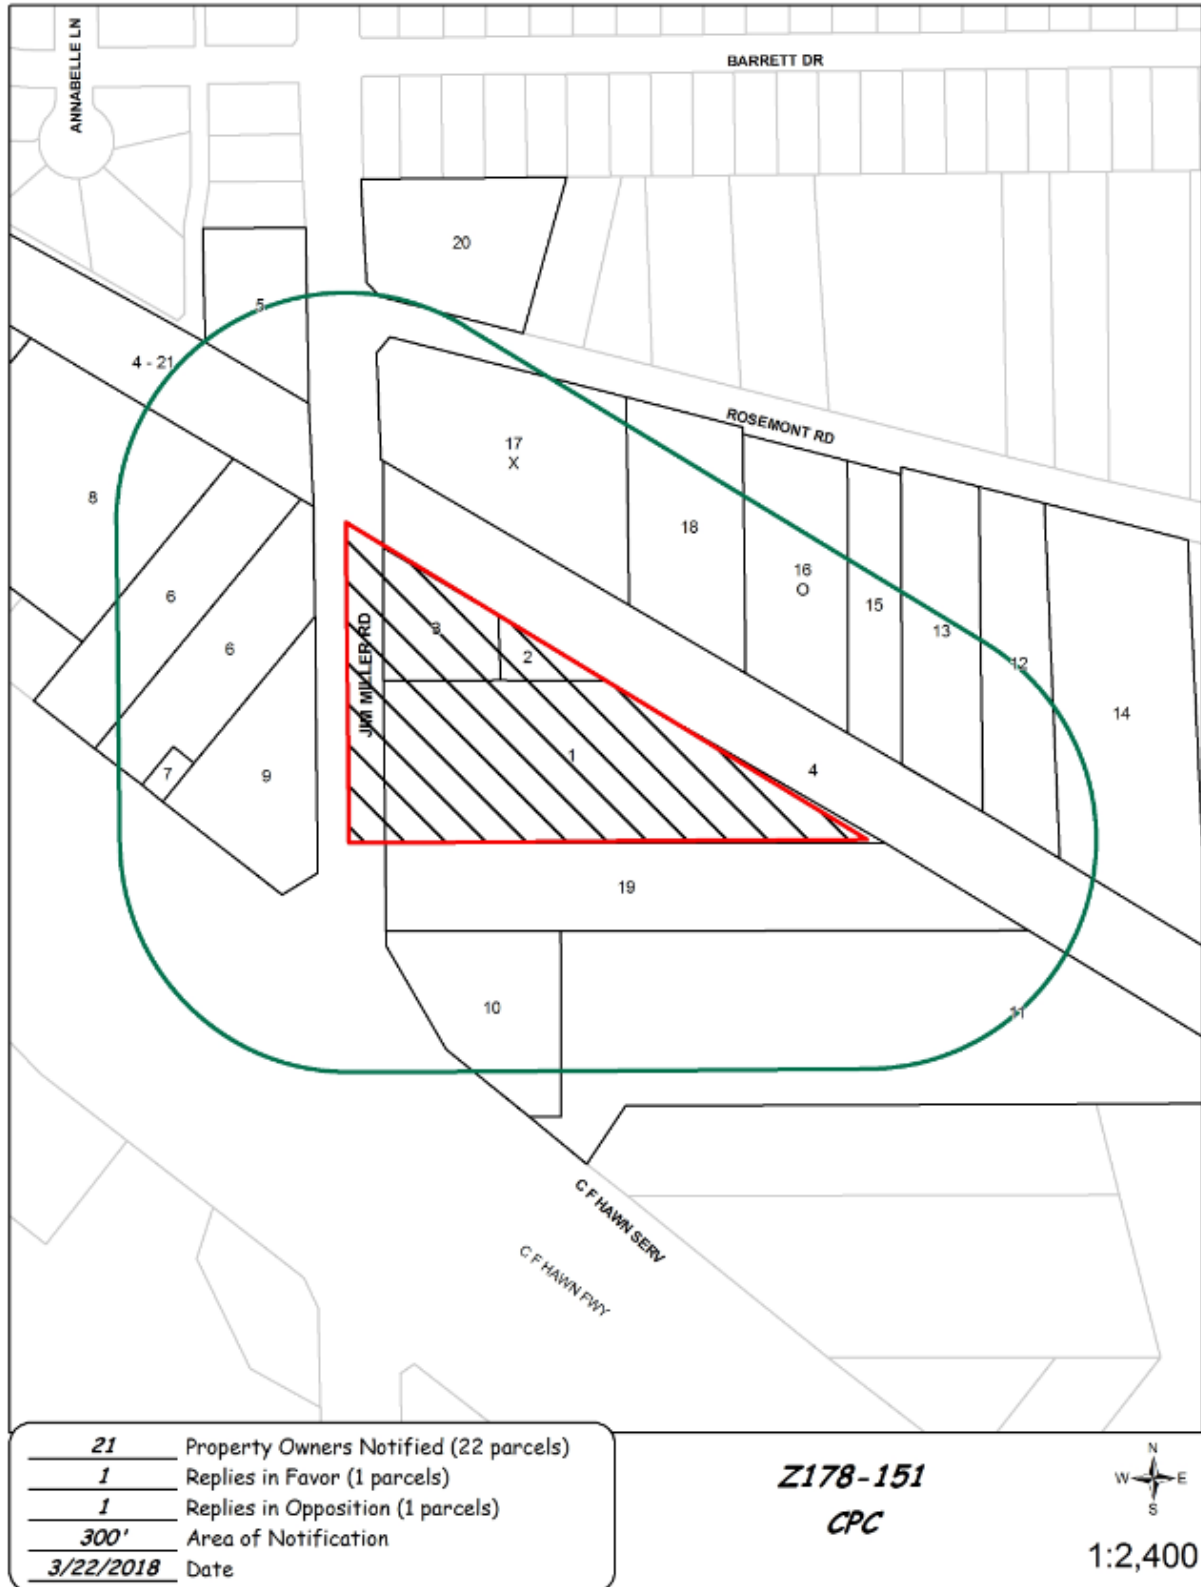 ANNABELLE LN
BARRETT DR
20
5
4 - 21
ROSEMONT RD
17
X
8
18
16
O
6
15
3
13
6
2
12
JIM MILLER RD
14
1
4
7
9
19
10
11
C F HAWN SERV
C F HAWN FWY
21 Property Owners Notified (22 parcels)
1 Replies in Favor (1 parcels)
1 Replies in Opposition (1 parcels)
300' Area of Notification
3/22/2018 Date
Z178-151
CPC
N
W E
S
1:2,400